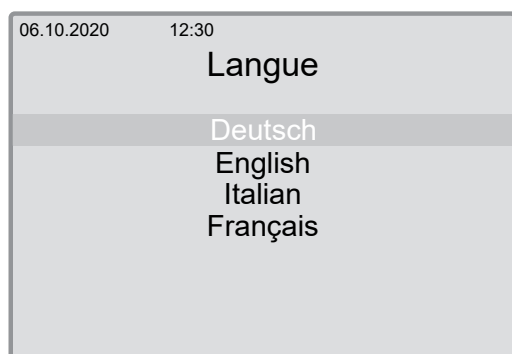 06.10.2020 12:30
Langue
Deutsch
English
Italian
Français